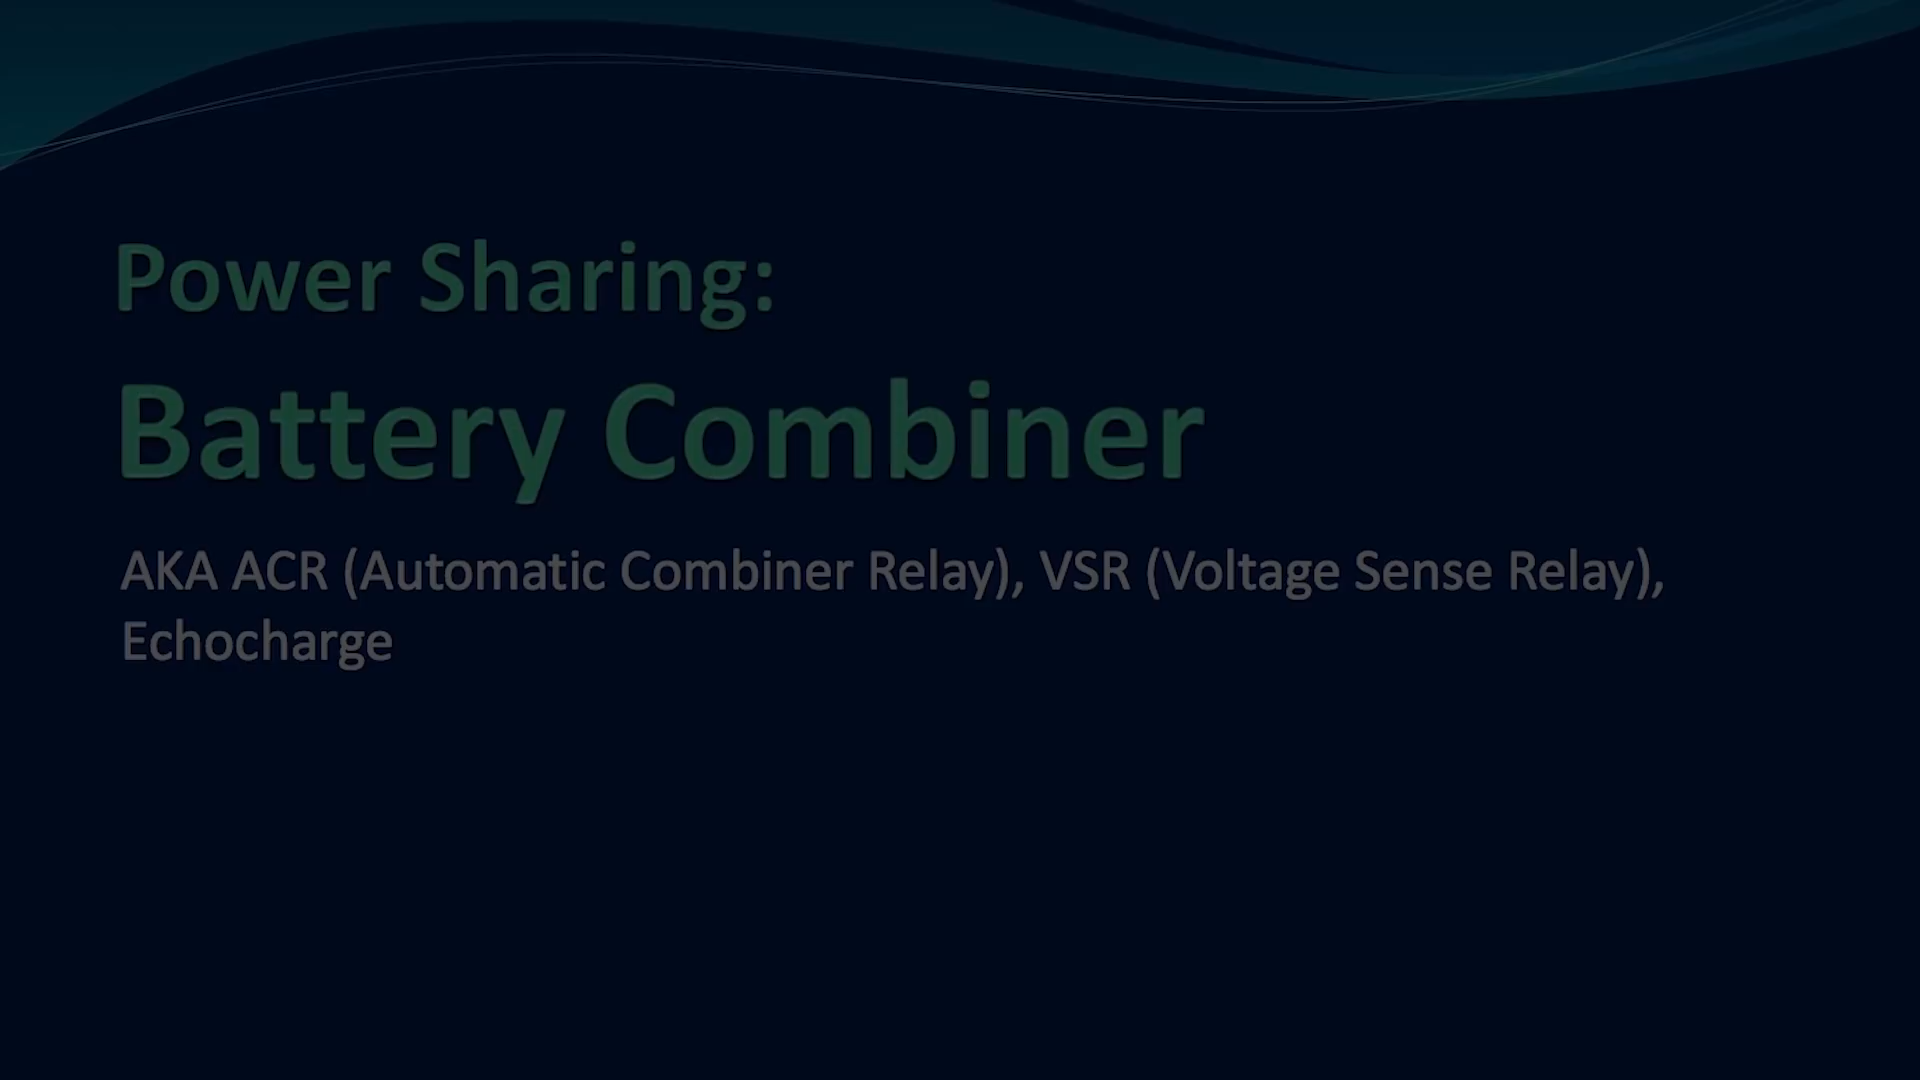 Power Sharing:
Battery Combiner
AKA ACR (Automatic Combiner Relay), VSR (Voltage Sense Relay),
Echocharge